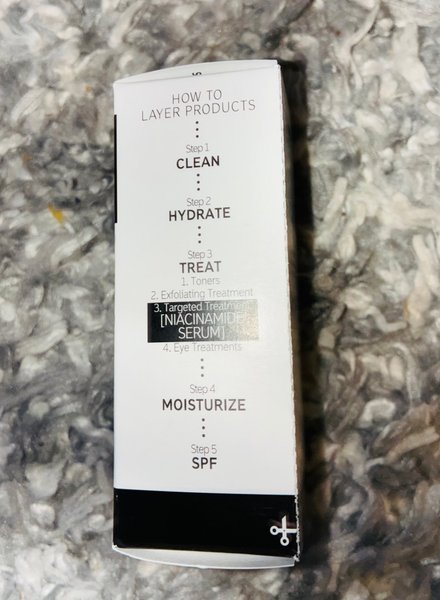 HOW TO
LAYER PRODUCTS
Step 1
CLEAN
Step 2
HYDRATE
Step 3
TREAT
1. Toners
2. Exfoliating Treatment
3. Targeted Treatment
[NIACINAMIDE
SERUM]
4. Eye Treatments
Step 4
MOISTURIZE
Step 5
SPF